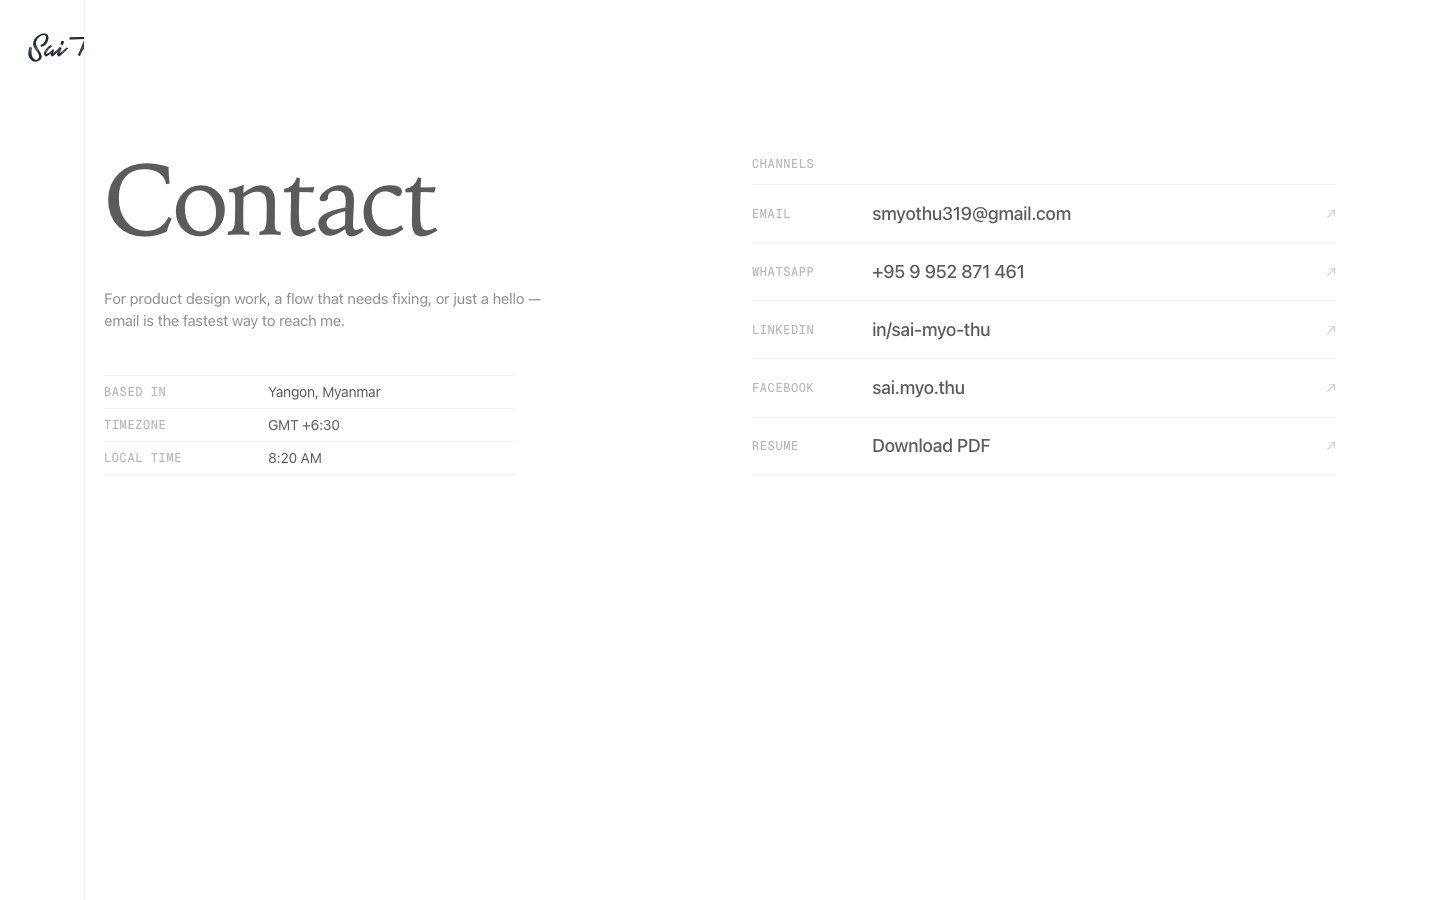 Sai T
Contact
For product design work, a flow that needs fixing, or just a hello —
email is the fastest way to reach me.
BASED IN Yangon, Myanmar
TIMEZONE GMT +6:30
LOCAL TIME 8:20 AM
CHANNELS
EMAIL smyothu319@gmail.com
WHATSAPP +95 9 952 871 461
LINKEDIN in/sai-myo-thu
FACEBOOK sai.myo.thu
RESUME Download PDF